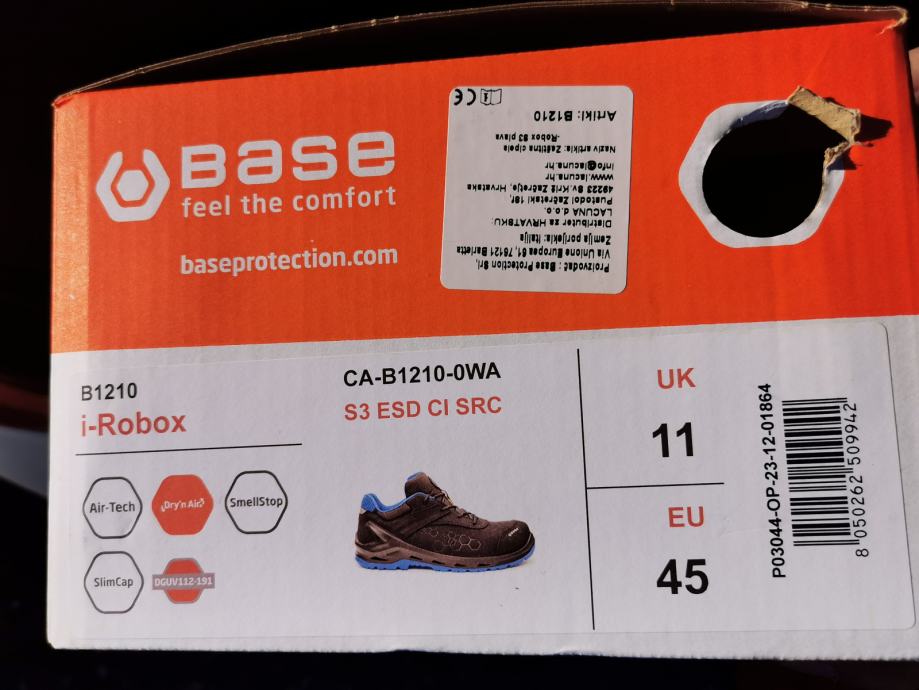 BASE
feel the comfort
baseprotection.com
CE
Artikl: B1210
Naziv artikla: Zaštitna cipela
-Robox S3 plava
info@lacuna.hr
www.lacuna.hr
49223 Sv Križ Začretje, Hrvatska
Pustodol Začretski 18f,
LACUNA d.o.o.
Distributer za HRVATSKU:
Zemlja porijekla: Italija
Via Unione Europea 61, 76121 Barletta
Proizvođač : Base Protection Srl,
B1210
i-Robox
CA-B1210-0WA
S3 ESD CI SRC
Air-Tech
Dry'n Air
SmellStop
SlimCap
DGUV112-191
UK
11
EU
45
P03044-OP-23-12-01864
8 050262 509942